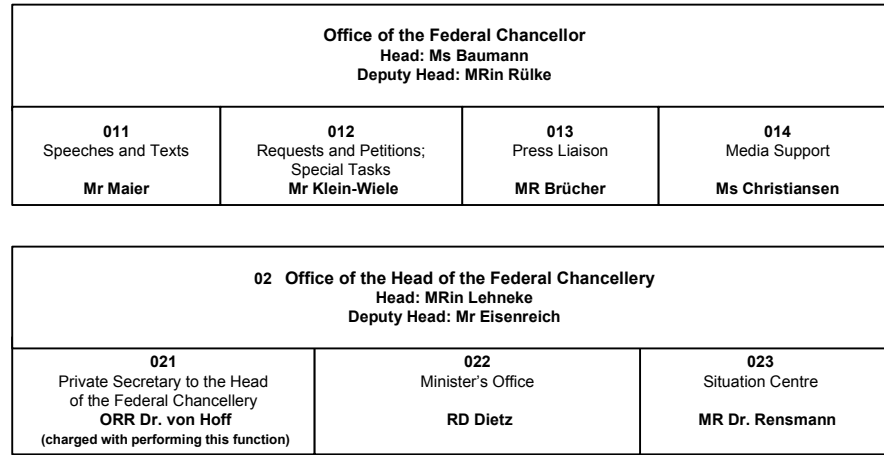 Office of the Federal Chancellor
Head: Ms Baumann
Deputy Head: MRin Rülke
011
Speeches and Texts
Mr Maier
012
Requests and Petitions;
Special Tasks
Mr Klein-Wiele
013
Press Liaison
MR Brücher
014
Media Support
Ms Christiansen
02 Office of the Head of the Federal Chancellery
Head: MRin Lehneke
Deputy Head: Mr Eisenreich
021
Private Secretary to the Head
of the Federal Chancellery
ORR Dr. von Hoff
(charged with performing this function)
022
Minister's Office
RD Dietz
023
Situation Centre
MR Dr. Rensmann